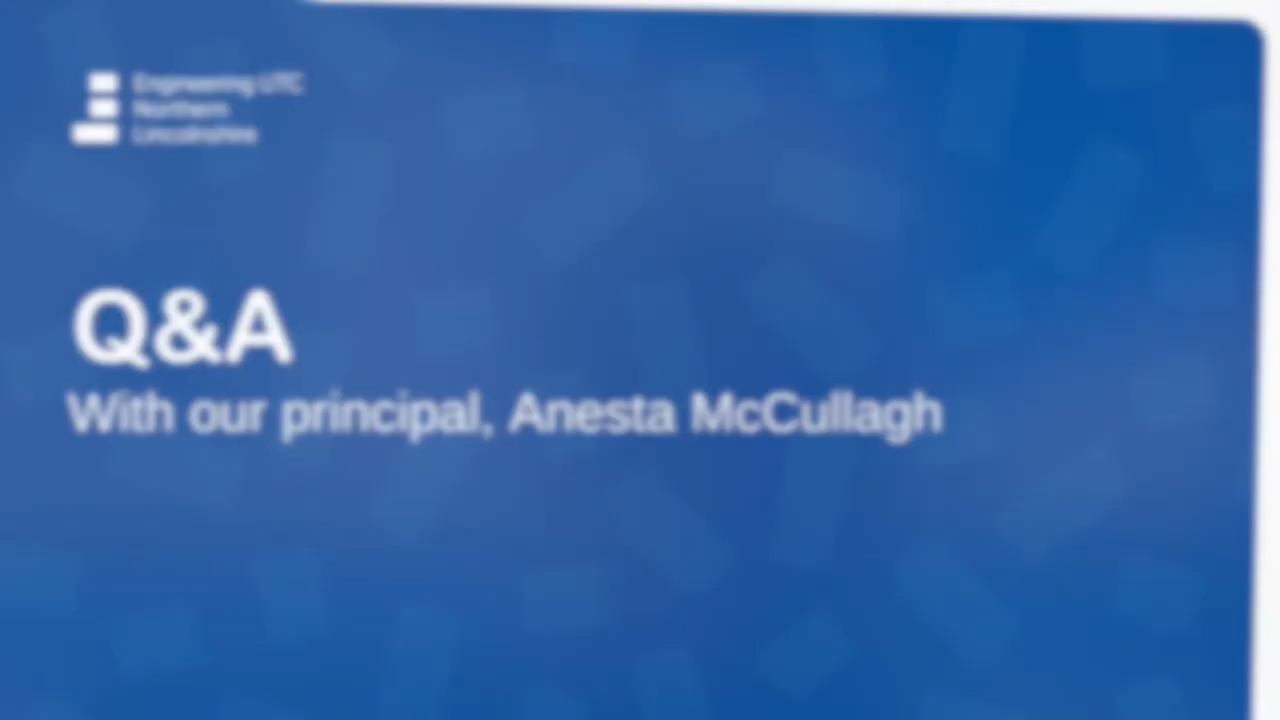 Engineering UTC
Northern
Lincolnshire
Q&A
With our principal, Anesta McCullagh